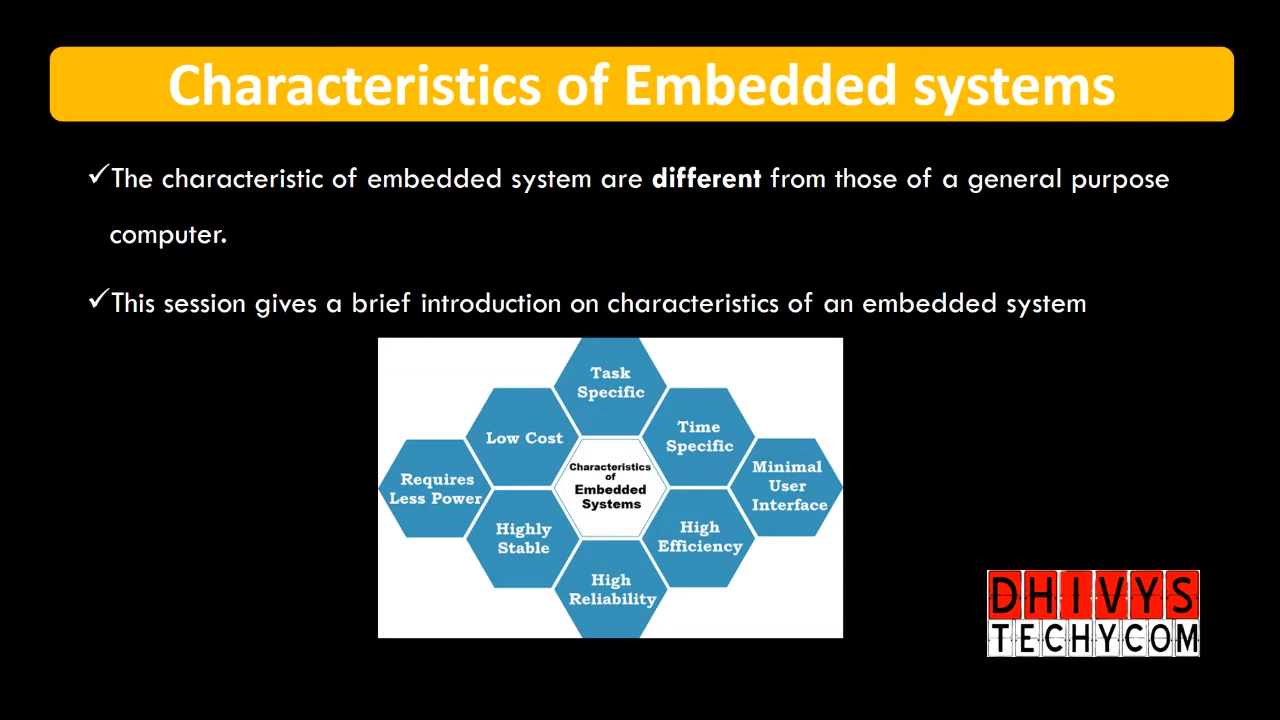 Characteristics of Embedded systems
✓The characteristic of embedded system are different from those of a general purpose
computer.
✓This session gives a brief introduction on characteristics of an embedded system
Task
Specific
Low Cost
Time
Specific
Requires
Less Power
Characteristics
of
Embedded
Systems
Minimal
User
Interface
Highly
Stable
High
Efficiency
High
Reliability
DHIVYS
TECHYCOM